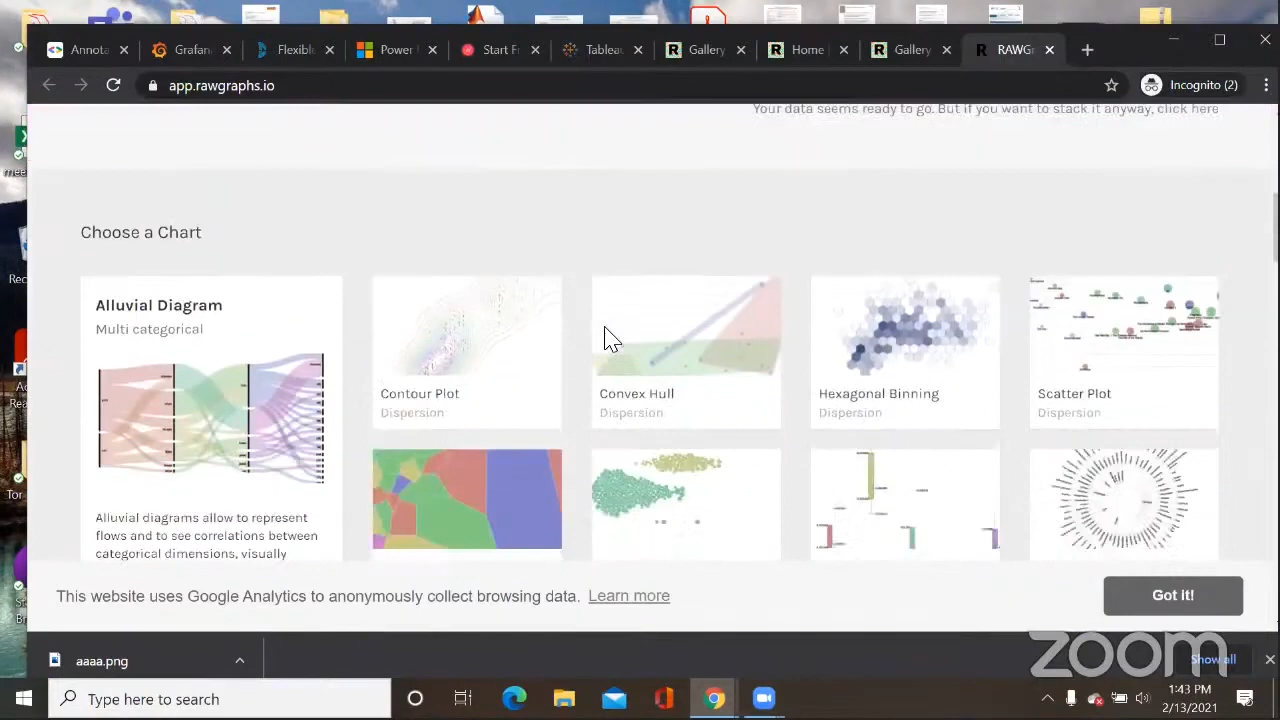 Annota
Grafan
Flexibl
Power
Start Fr
Tableau
Gallery
Home
Gallery
RAWGr
app.rawgraphs.io
Incognito (2)
Your data seems ready to go. But if you want to stack it anyway, click here
Choose a Chart
Alluvial Diagram
Multi categorical
Alluvial diagrams allow to represent
flows and to see correlations between
categorical dimensions, visually
Contour Plot
Dispersion
Convex Hull
Dispersion
Hexagonal Binning
Dispersion
Scatter Plot
Dispersion
This website uses Google Analytics to anonymously collect browsing data. Learn more
Got it!
aaaa.png
Show all
zoom
Type here to search
1:43 PM
2/13/2021